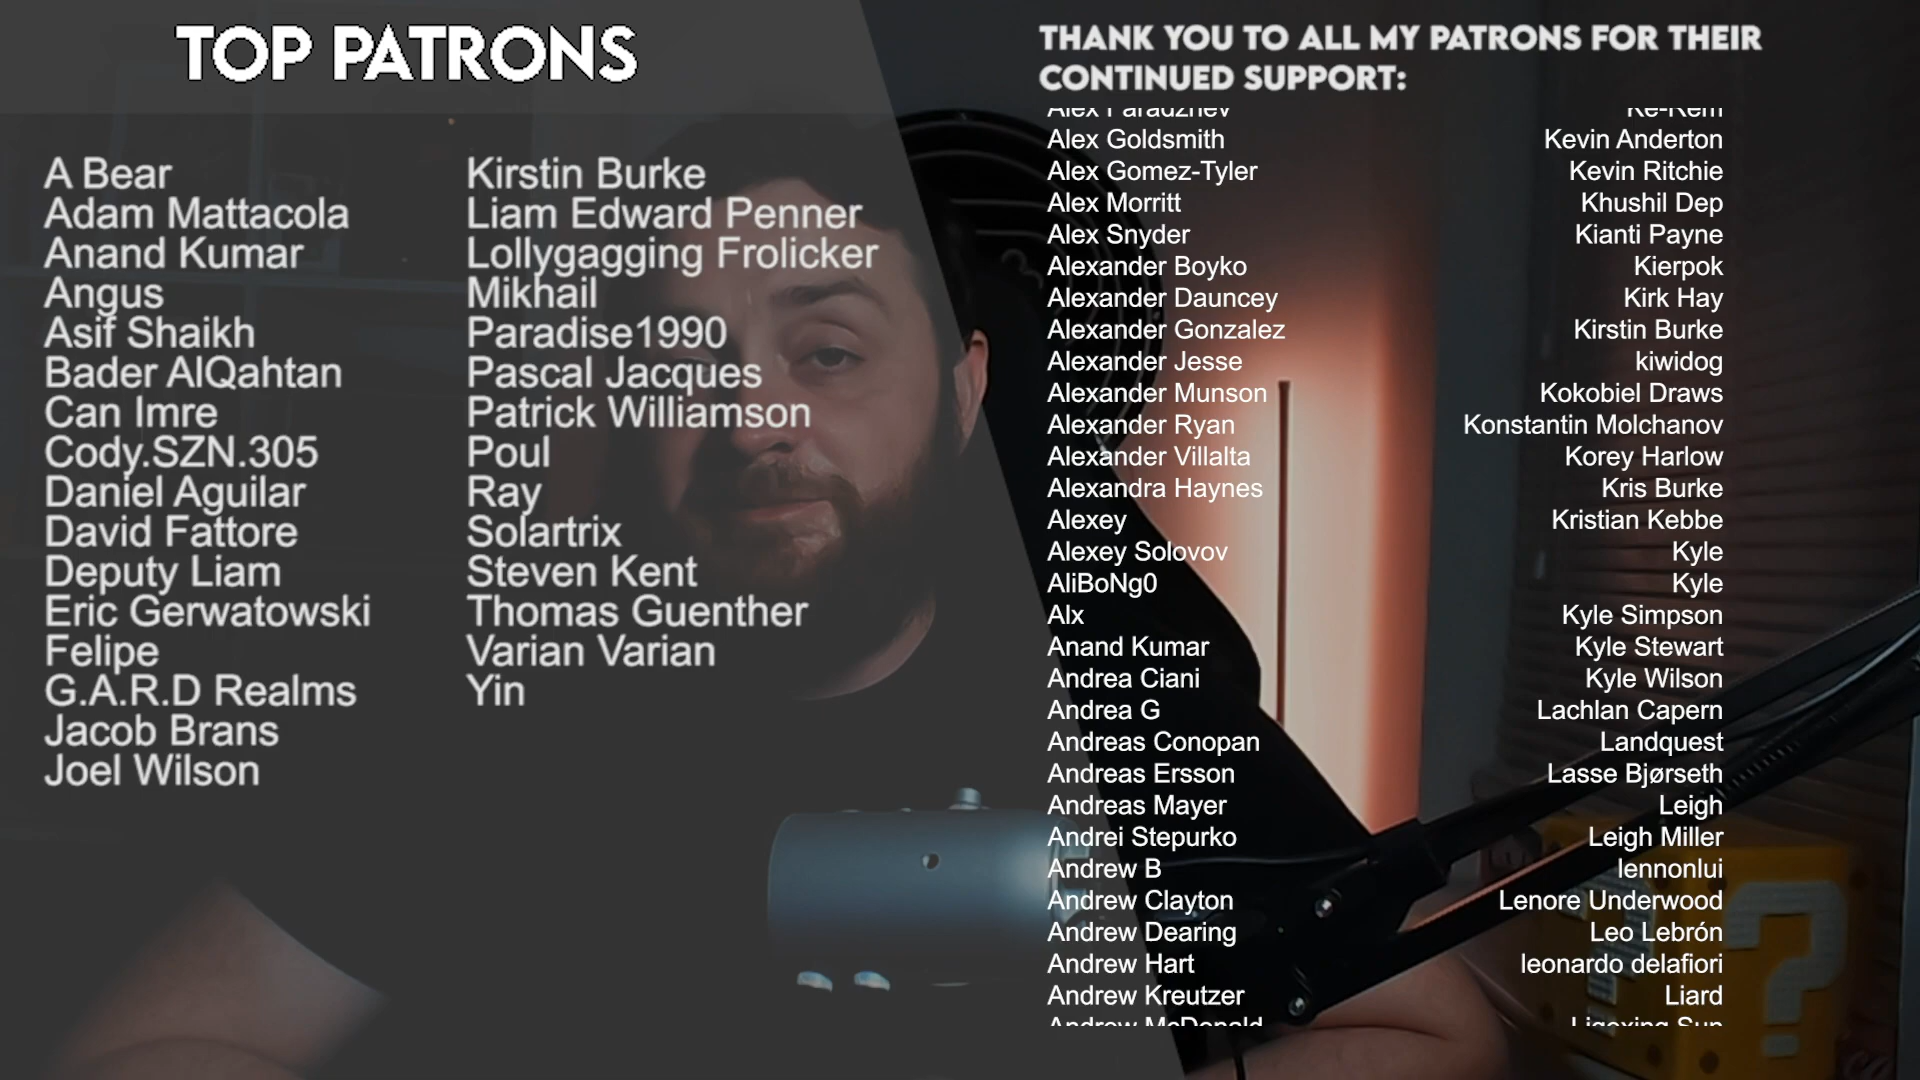 TOP PATRONS
A Bear
Adam Mattacola
Anand Kumar
Angus
Asif Shaikh
Bader AlQahtan
Can Imre
Cody.SZN.305
Daniel Aguilar
David Fattore
Deputy Liam
Eric Gerwatowski
Felipe
G.A.R.D Realms
Jacob Brans
Joel Wilson
Kirstin Burke
Liam Edward Penner
Lollygagging Frolicker
Mikhail
Paradise1990
Pascal Jacques
Patrick Williamson
Poul
Ray
Solartrix
Steven Kent
Thomas Guenther
Varian Varian
Yin
THANK YOU TO ALL MY PATRONS FOR THEIR
CONTINUED SUPPORT:
Alex
Alex Goldsmith
Alex Gomez-Tyler
Alex Morritt
Alex Snyder
Alexander Boyko
Alexander Dauncey
Alexander Gonzalez
Alexander Jesse
Alexander Munson
Alexander Ryan
Alexander Villalta
Alexandra Haynes
Alexey
Alexey Solovov
AliBoNg0
Alx
Anand Kumar
Andrea Ciani
Andrea G
Andreas Conopan
Andreas Ersson
Andreas Mayer
Andrei Stepurko
Andrew B
Andrew Clayton
Andrew Dearing
Andrew Hart
Andrew Kreutzer
Andrew McDonald
Kevin Anderton
Kevin Ritchie
Khushil Dep
Kianti Payne
Kierpok
Kirk Hay
Kirstin Burke
kiwidog
Kokobiel Draws
Konstantin Molchanov
Korey Harlow
Kris Burke
Kristian Kebbe
Kyle
Kyle
Kyle Simpson
Kyle Stewart
Kyle Wilson
Lachlan Capern
Landquest
Lasse Bjørseth
Leigh
Leigh Miller
lennonlui
Lenore Underwood
Leo Lebrón
leonardo delafiori
Liard